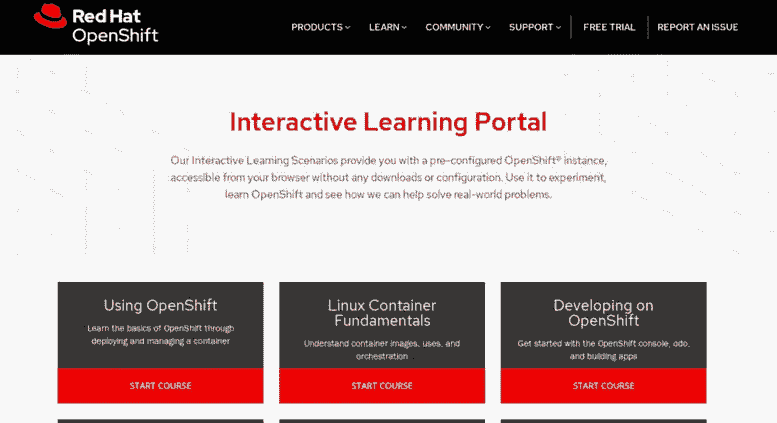 Red Hat
OpenShift
PRODUCTS LEARN COMMUNITY SUPPORT FREE TRIAL REPORT AN ISSUE
Interactive Learning Portal
Our Interactive Learning Scenarios provide you with a pre-configured OpenShift® instance,
accessible from your browser without any downloads or configuration. Use it to experiment,
learn OpenShift and see how we can help solve real-world problems.
Using OpenShift
Learn the basics of OpenShift through
deploying and managing a container
START COURSE
Linux Container
Fundamentals
Understand container images, uses, and
orchestration
START COURSE
Developing on
OpenShift
Get started with the OpenShift console, odo,
and building apps
START COURSE